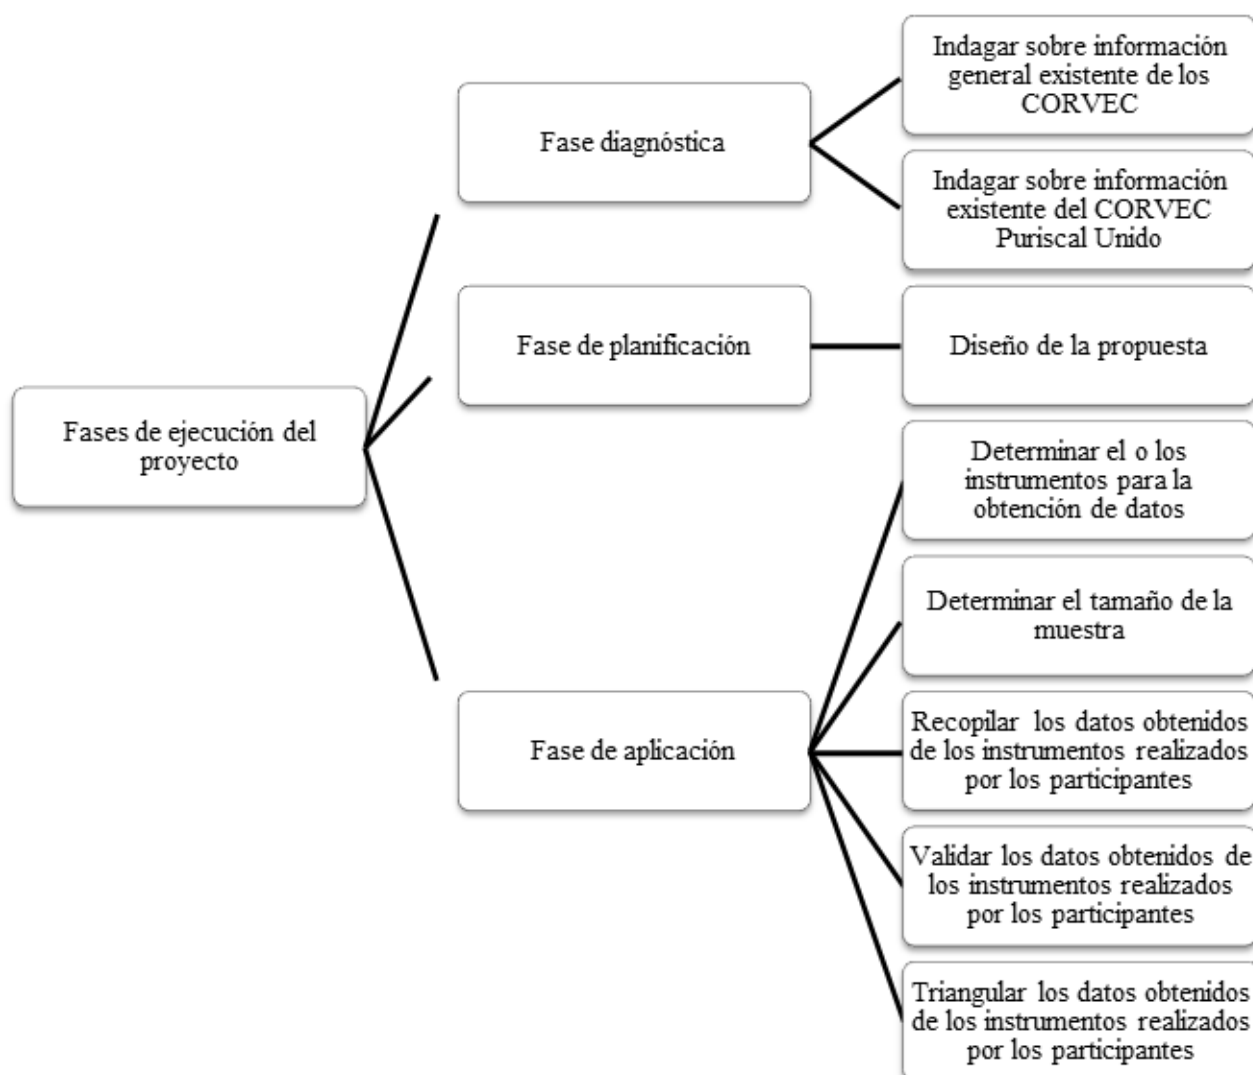 Fases de ejecución del
proyecto
Fase diagnóstica
Indagar sobre información
general existente de los
CORVEC
Indagar sobre información
existente del CORVEC
Puriscal Unido
Fase de planificación
Diseño de la propuesta
Fase de aplicación
Determinar el o los
instrumentos para la
obtención de datos
Determinar el tamaño de la
muestra
Recopilar los datos obtenidos
de los instrumentos realizados
por los participantes
Validar los datos obtenidos de
los instrumentos realizados
por los participantes
Triangular los datos obtenidos
de los instrumentos realizados
por los participantes